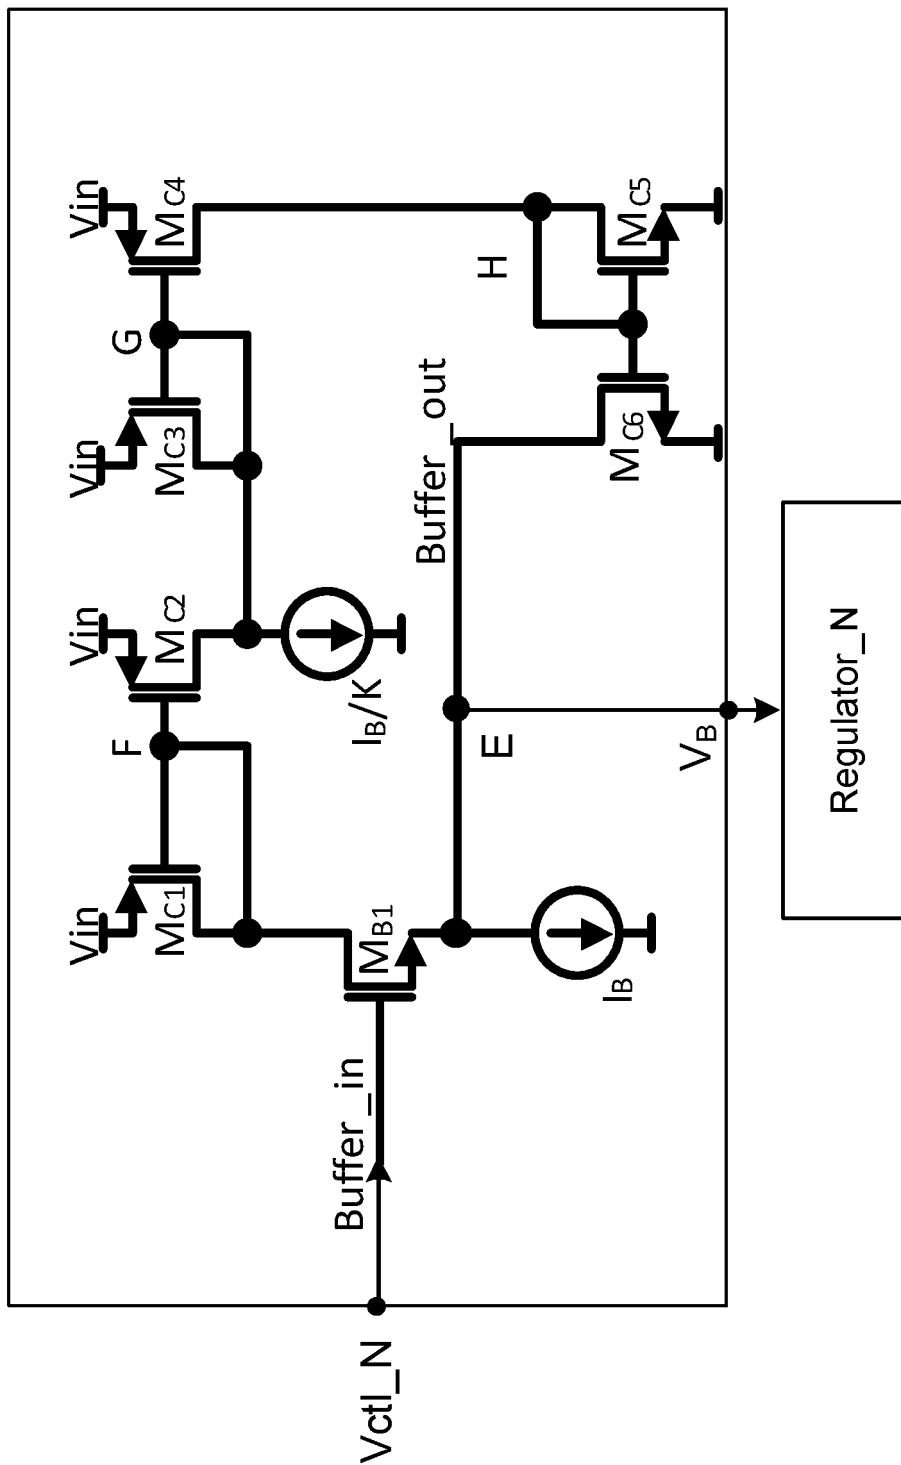 Vin
Vin
Vin
Vin
MC1
F
MC2
MC3
G
MC4
IB/K
Vctl_N
Buffer_in
MB1
E
Buffer_out
H
IB
MC6
MC5
VB
Regulator_N